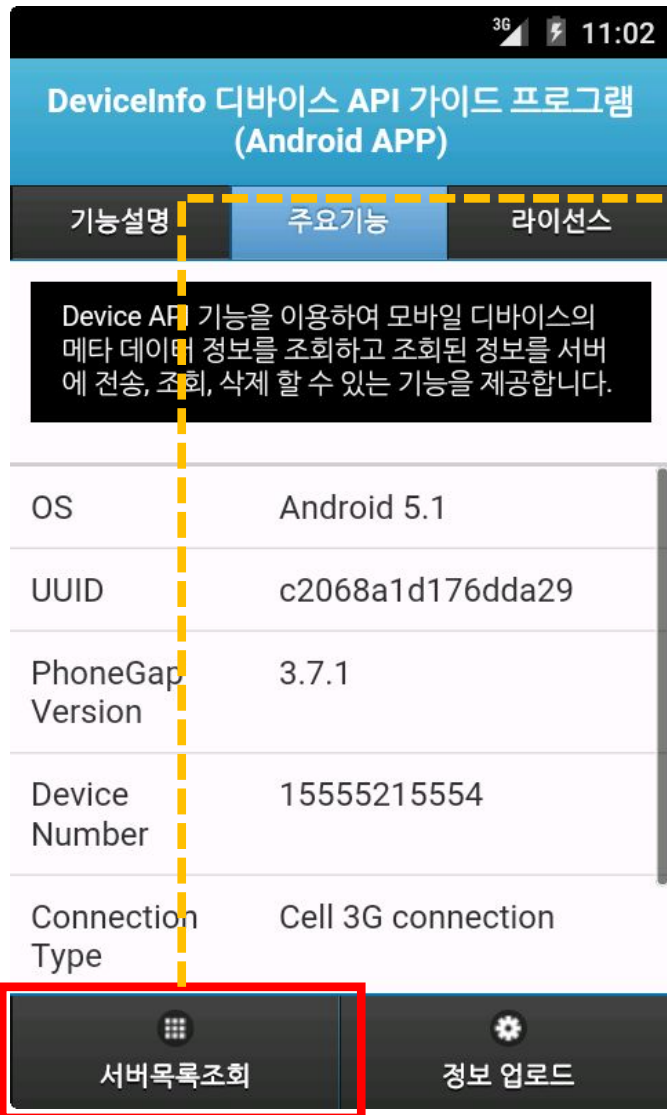 3G 11:02
DeviceInfo 디바이스 API 가이드 프로그램
(Android APP)
기능설명 주요기능 라이선스
Device API 기능을 이용하여 모바일 디바이스의
메타 데이터 정보를 조회하고 조회된 정보를 서버
에 전송, 조회, 삭제 할 수 있는 기능을 제공합니다.
OS Android 5.1
UUID c2068a1d176dda29
PhoneGap 3.7.1
Version
Device 15555215554
Number
Connection Cell 3G connection
Type
서버목록조회 정보 업로드